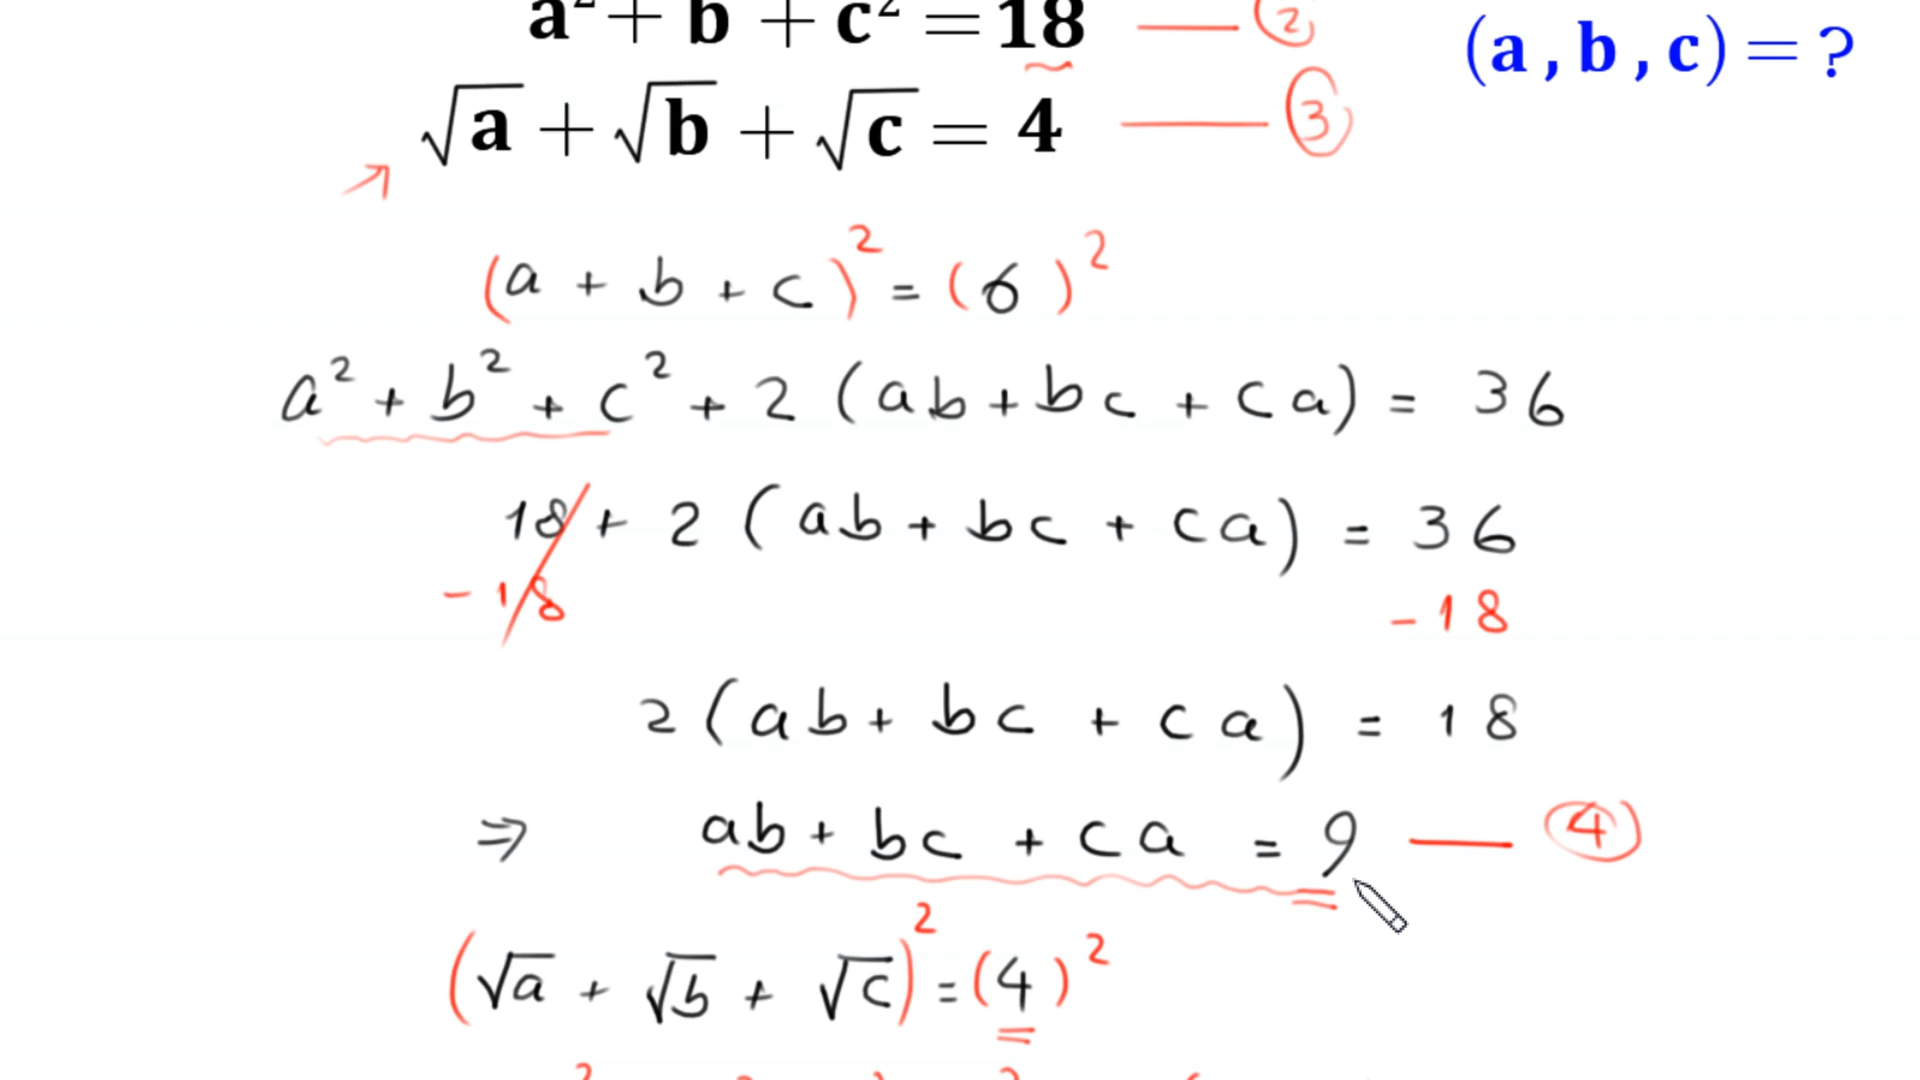 a² + b + c² = 18 —— ②
(a , b , c) = ?
√a + √b + √c = 4 —— ③
(a + b + c)² = (6)²
a² + b² + c² + 2 (ab + bc + ca) = 36
18 + 2 (ab + bc + ca) = 36
- 18 - 18
2 (ab + bc + ca) = 18
⇒ ab + bc + ca = 9 —— ④
(√a + √b + √c)² = (4)²